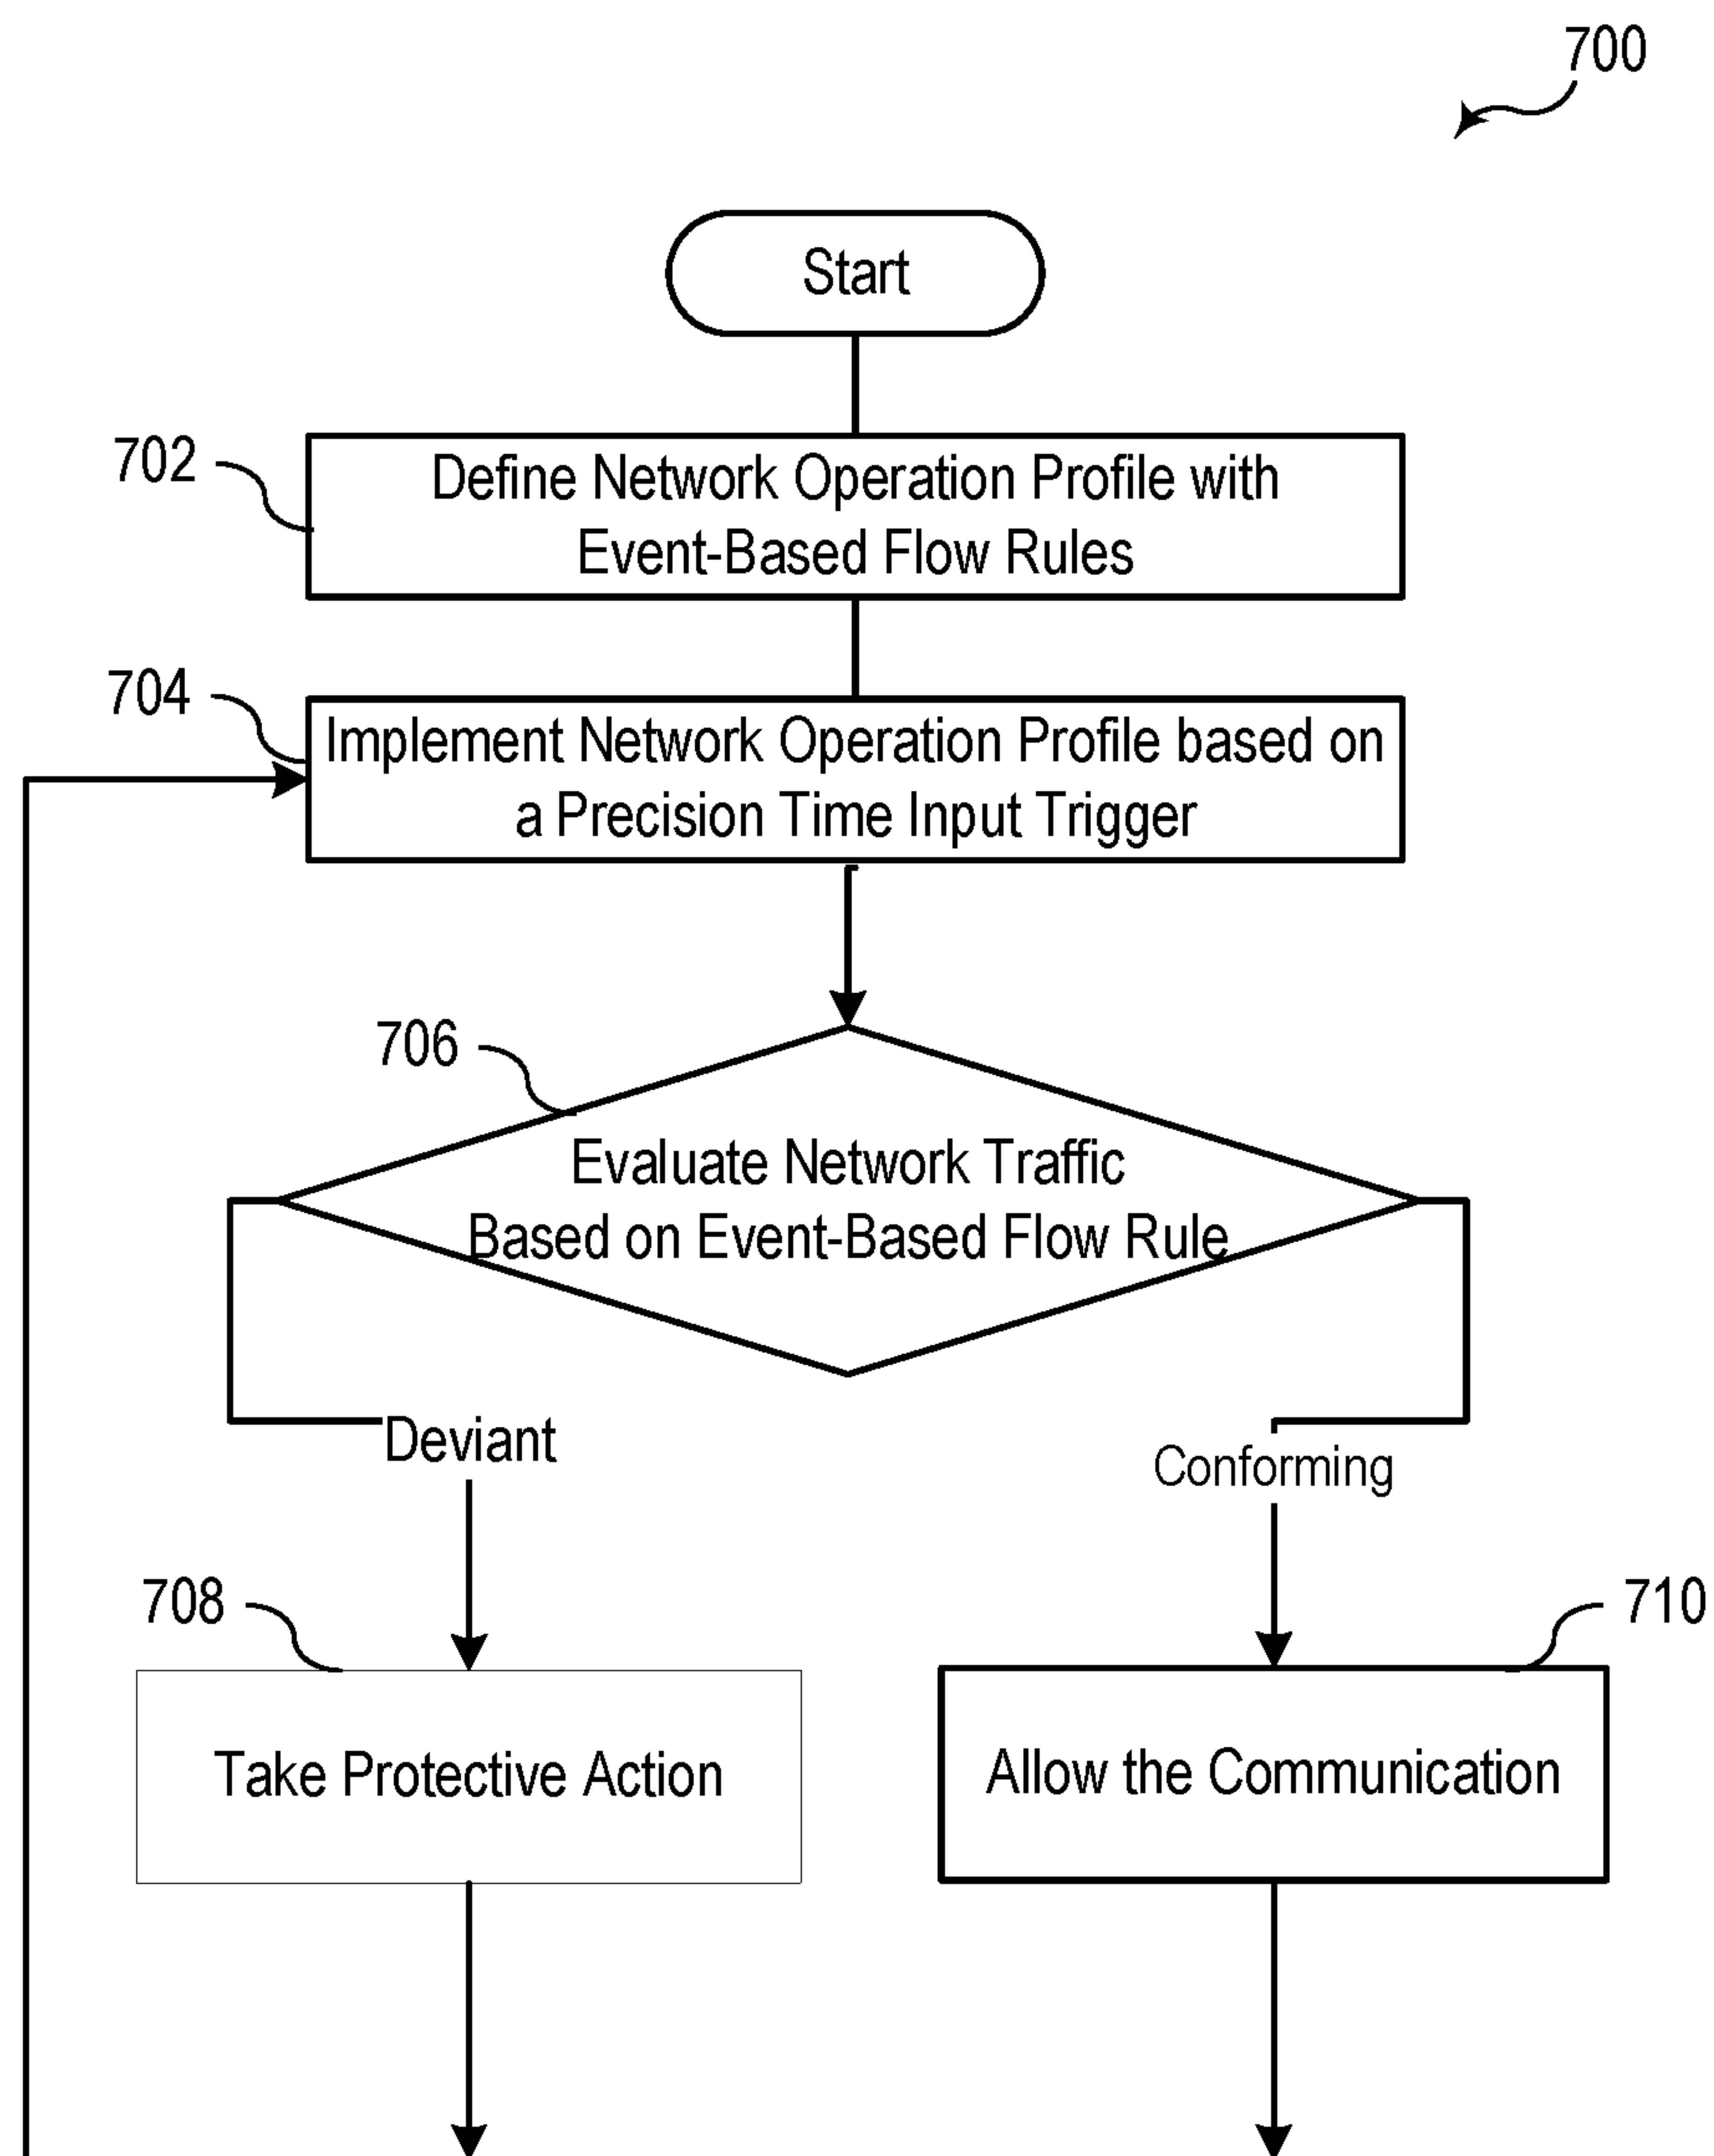 700
Start
702
Define Network Operation Profile with
Event-Based Flow Rules
704
Implement Network Operation Profile based on
a Precision Time Input Trigger
706
Evaluate Network Traffic
Based on Event-Based Flow Rule
Deviant
Conforming
708
710
Take Protective Action
Allow the Communication